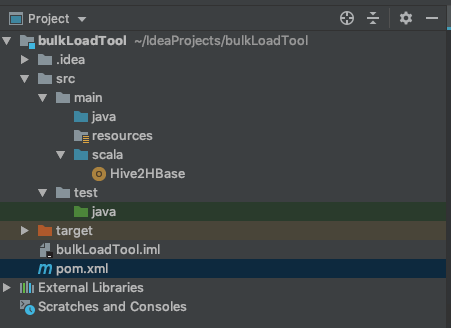 Project
bulkLoadTool ~/IdeaProjects/bulkLoadTool
.idea
src
main
java
resources
scala
Hive2HBase
test
java
target
bulkLoadTool.iml
pom.xml
External Libraries
Scratches and Consoles